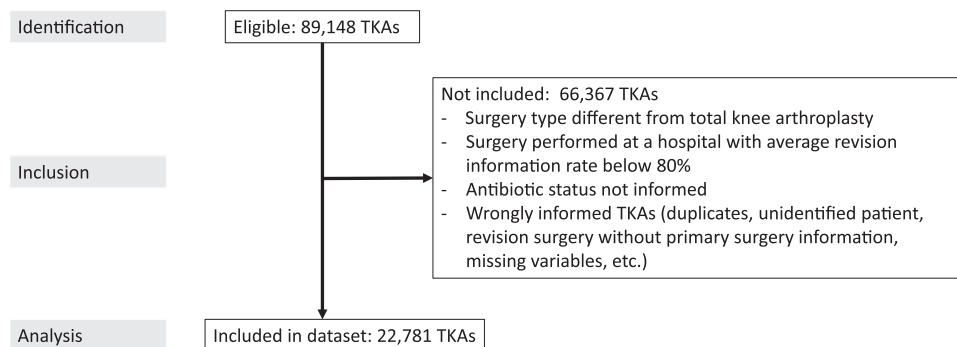 Identification
Eligible: 89,148 TKAs
Not included: 66,367 TKAs
- Surgery type different from total knee arthroplasty
- Surgery performed at a hospital with average revision
information rate below 80%
- Antibiotic status not informed
- Wrongly informed TKAs (duplicates, unidentified patient,
revision surgery without primary surgery information,
missing variables, etc.)
Inclusion
Analysis
Included in dataset: 22,781 TKAs